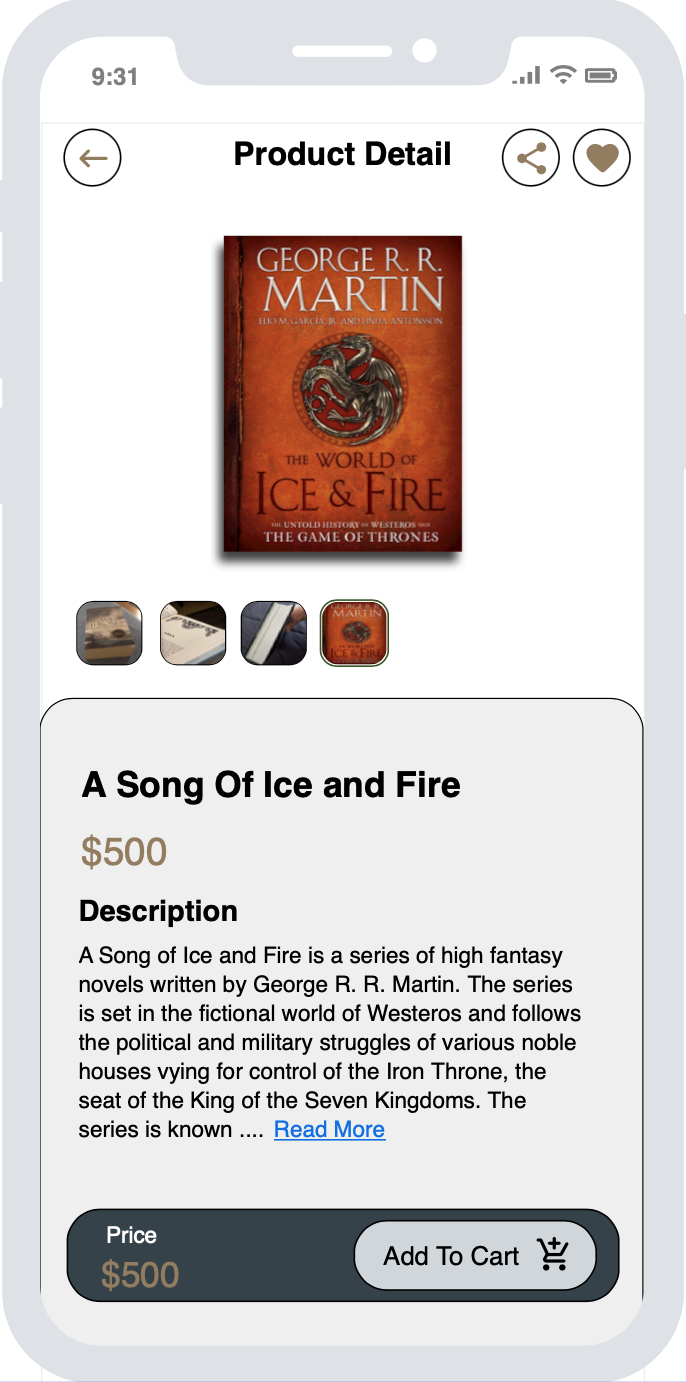 9:31
Product Detail
GEORGE R. R.
MARTIN
ELIO M. GARCÍA, JR. AND LINDA ANTONSSON
THE WORLD OF
ICE & FIRE
THE UNTOLD HISTORY OF WESTEROS AND
THE GAME OF THRONES
GEORGE R. R.
MARTIN
ICE & FIRE
A Song Of Ice and Fire
$500
Description
A Song of Ice and Fire is a series of high fantasy
novels written by George R. R. Martin. The series
is set in the fictional world of Westeros and follows
the political and military struggles of various noble
houses vying for control of the Iron Throne, the
seat of the King of the Seven Kingdoms. The
series is known .... Read More
Price
$500
Add To Cart